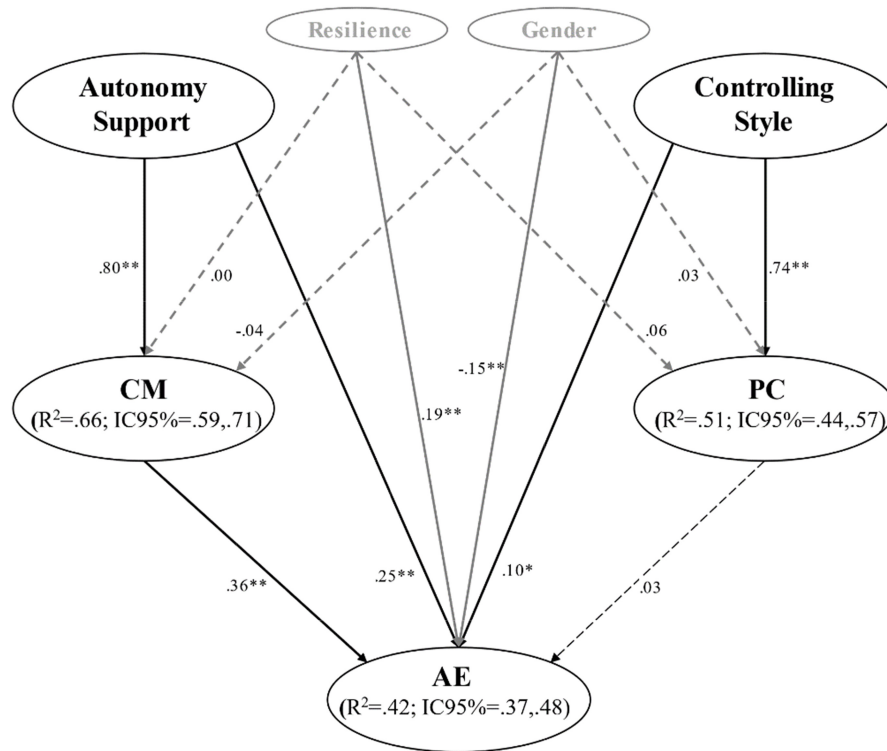 Resilience
Gender
Autonomy
Support
Controlling
Style
.80**
.00
.03
.74**
-.04
.06
CM
(R²=.66; IC95%=.59,.71)
-.15**
PC
(R²=.51; IC95%=.44,.57)
.19**
.36**
.25**
.10*
.03
AE
(R²=.42; IC95%=.37,.48)